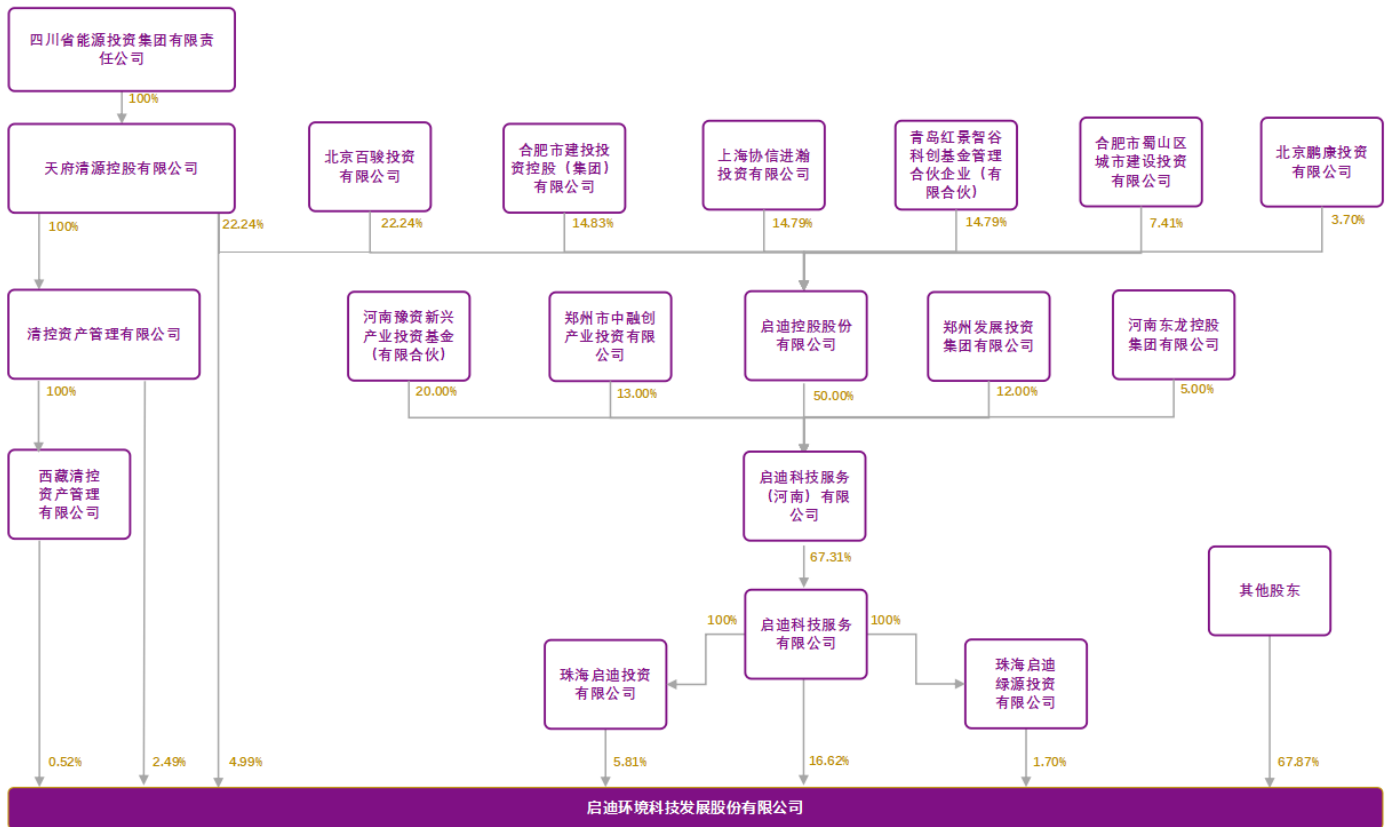 四川省能源投资集团有限责
任公司
100%
天府清源控股有限公司
北京百骏投资
有限公司
合肥市建投投
资控股（集团）
有限公司
上海协信进瀚
投资有限公司
青岛红景智谷
科创基金管理
合伙企业（有
限合伙）
合肥市蜀山区
城市建设投资
有限公司
北京鹏康投资
有限公司
100%
22.24%
22.24%
14.83%
14.79%
14.79%
7.41%
3.70%
清控资产管理有限公司
河南豫资新兴
产业投资基金
（有限合伙）
郑州市中融创
产业投资有限
公司
启迪控股股份
有限公司
郑州发展投资
集团有限公司
河南东龙控股
集团有限公司
100%
20.00%
13.00%
50.00%
12.00%
5.00%
西藏清控
资产管理
有限公司
启迪科技服务
（河南）有限
公司
67.31%
其他股东
100%
启迪科技服务
有限公司
100%
珠海启迪投资
有限公司
珠海启迪
绿源投资
有限公司
0.52%
2.49%
4.99%
5.81%
16.62%
1.70%
67.87%
启迪环境科技发展股份有限公司